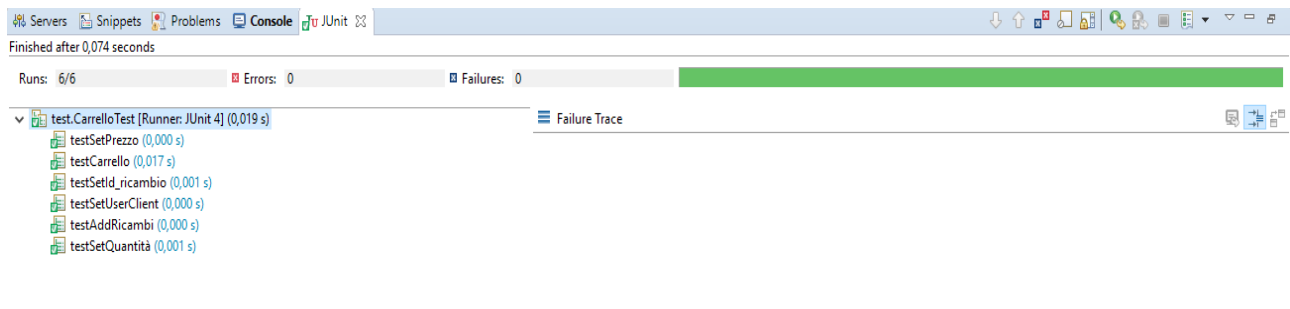 Servers Snippets Problems Console JUnit
Finished after 0,074 seconds
Runs: 6/6 Errors: 0 Failures: 0
test.CarrelloTest [Runner: JUnit 4] (0,019 s) Failure Trace
testSetPrezzo (0,000 s)
testCarrello (0,017 s)
testSetId_ricambio (0,001 s)
testSetUserClient (0,000 s)
testAddRicambi (0,000 s)
testSetQuantità (0,001 s)